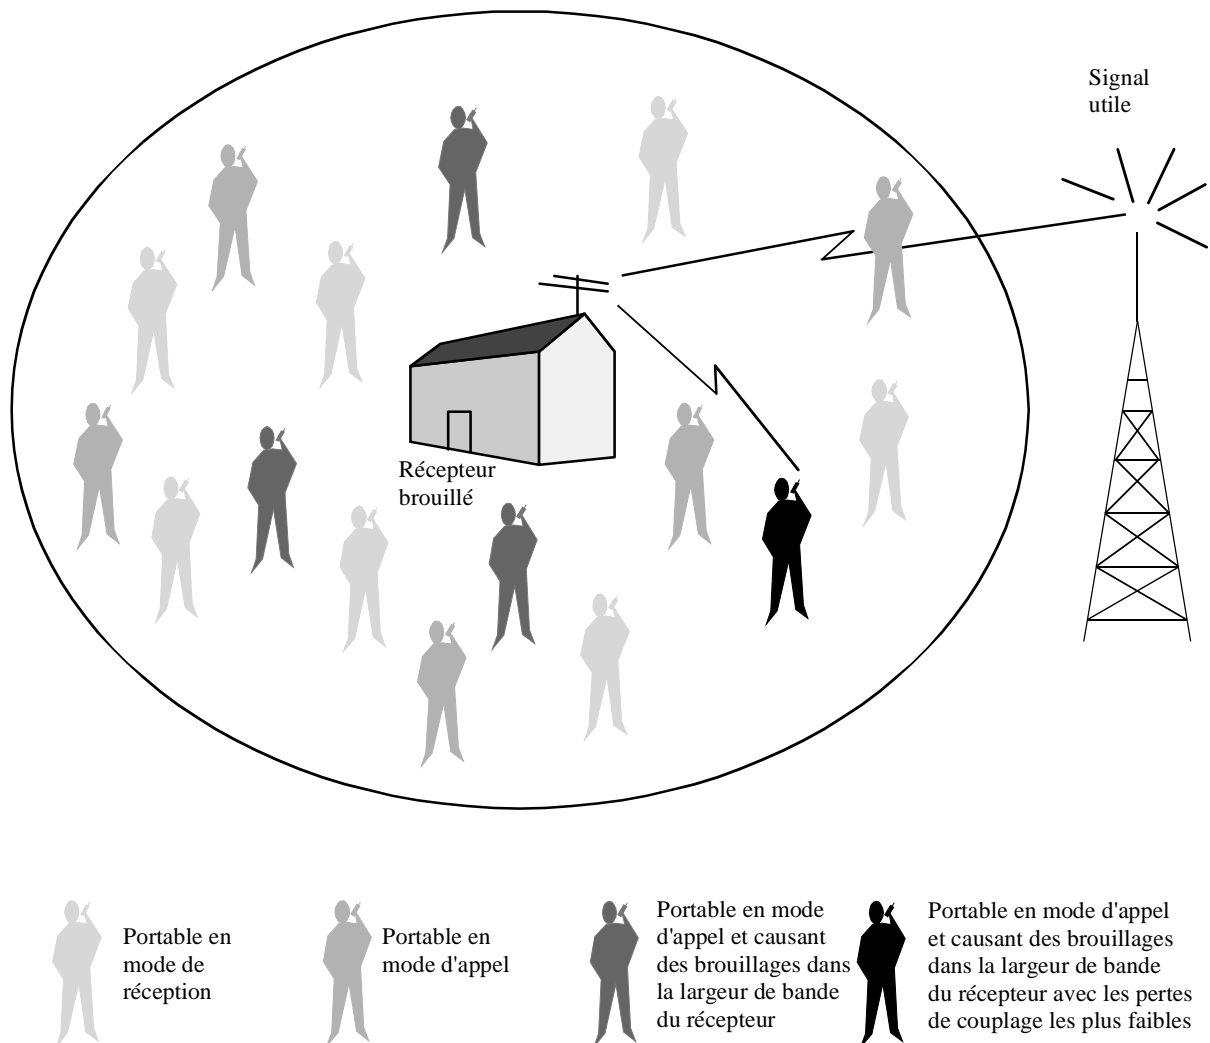 Signal
utile
Récepteur
brouillé
Portable en
mode de
réception
Portable en
mode d'appel
Portable en mode
d'appel et causant
des brouillages dans
la largeur de bande
du récepteur
Portable en mode d'appel
et causant des brouillages
dans la largeur de bande
du récepteur avec les pertes
de couplage les plus faibles